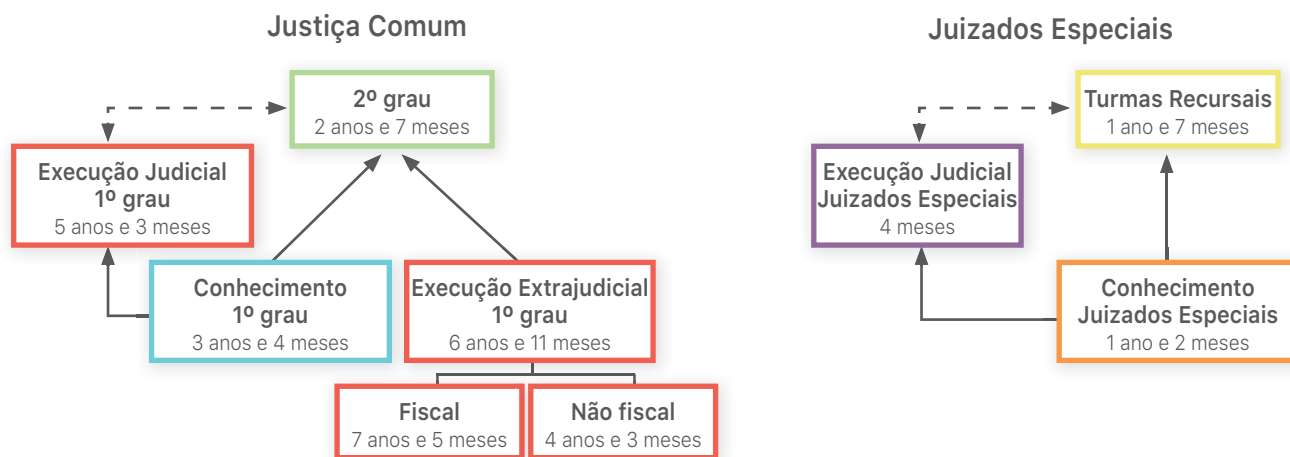 Justiça Comum
2º grau
2 anos e 7 meses
Execução Judicial
1º grau
5 anos e 3 meses
Conhecimento
1º grau
3 anos e 4 meses
Execução Extrajudicial
1º grau
6 anos e 11 meses
Fiscal
7 anos e 5 meses
Não fiscal
4 anos e 3 meses
Juizados Especiais
Turmas Recursais
1 ano e 7 meses
Execução Judicial
Juizados Especiais
4 meses
Conhecimento
Juizados Especiais
1 ano e 2 meses